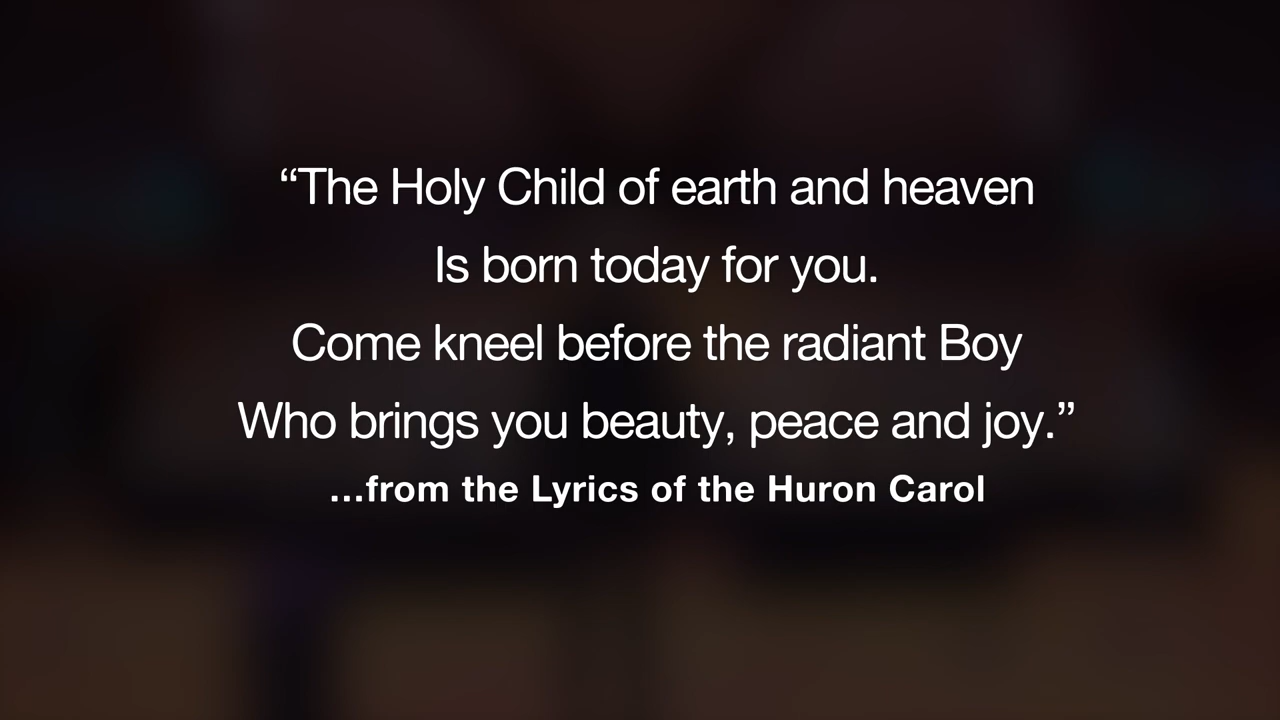 “The Holy Child of earth and heaven
Is born today for you.
Come kneel before the radiant Boy
Who brings you beauty, peace and joy.”
...from the Lyrics of the Huron Carol